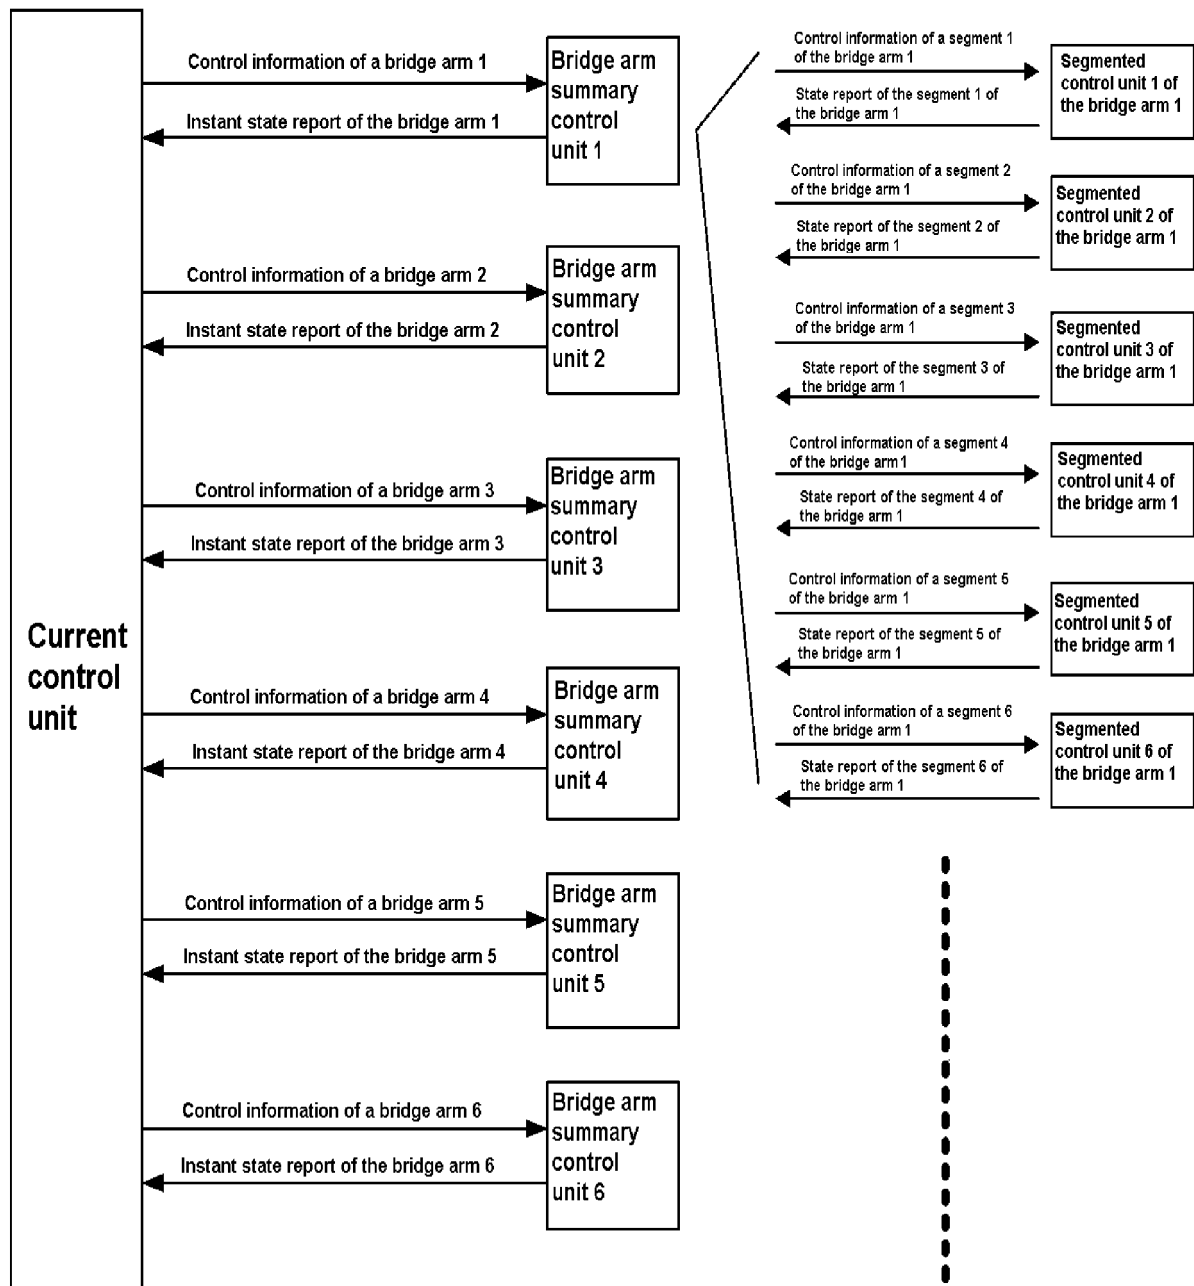 Current
control
unit
Control information of a bridge arm 1
Instant state report of the bridge arm 1
Bridge arm
summary
control
unit 1
Control information of a bridge arm 2
Instant state report of the bridge arm 2
Bridge arm
summary
control
unit 2
Control information of a bridge arm 3
Instant state report of the bridge arm 3
Bridge arm
summary
control
unit 3
Control information of a bridge arm 4
Instant state report of the bridge arm 4
Bridge arm
summary
control
unit 4
Control information of a bridge arm 5
Instant state report of the bridge arm 5
Bridge arm
summary
control
unit 5
Control information of a bridge arm 6
Instant state report of the bridge arm 6
Bridge arm
summary
control
unit 6
Control information of a segment 1
of the bridge arm 1
State report of the segment 1 of
the bridge arm 1
Segmented
control unit 1 of
the bridge arm 1
Control information of a segment 2
of the bridge arm 1
State report of the segment 2 of
the bridge arm 1
Segmented
control unit 2 of
the bridge arm 1
Control information of a segment 3
of the bridge arm 1
State report of the segment 3 of
the bridge arm 1
Segmented
control unit 3 of
the bridge arm 1
Control information of a segment 4
of the bridge arm 1
State report of the segment 4 of
the bridge arm 1
Segmented
control unit 4 of
the bridge arm 1
Control information of a segment 5
of the bridge arm 1
State report of the segment 5 of
the bridge arm 1
Segmented
control unit 5 of
the bridge arm 1
Control information of a segment 6
of the bridge arm 1
State report of the segment 6 of
the bridge arm 1
Segmented
control unit 6 of
the bridge arm 1